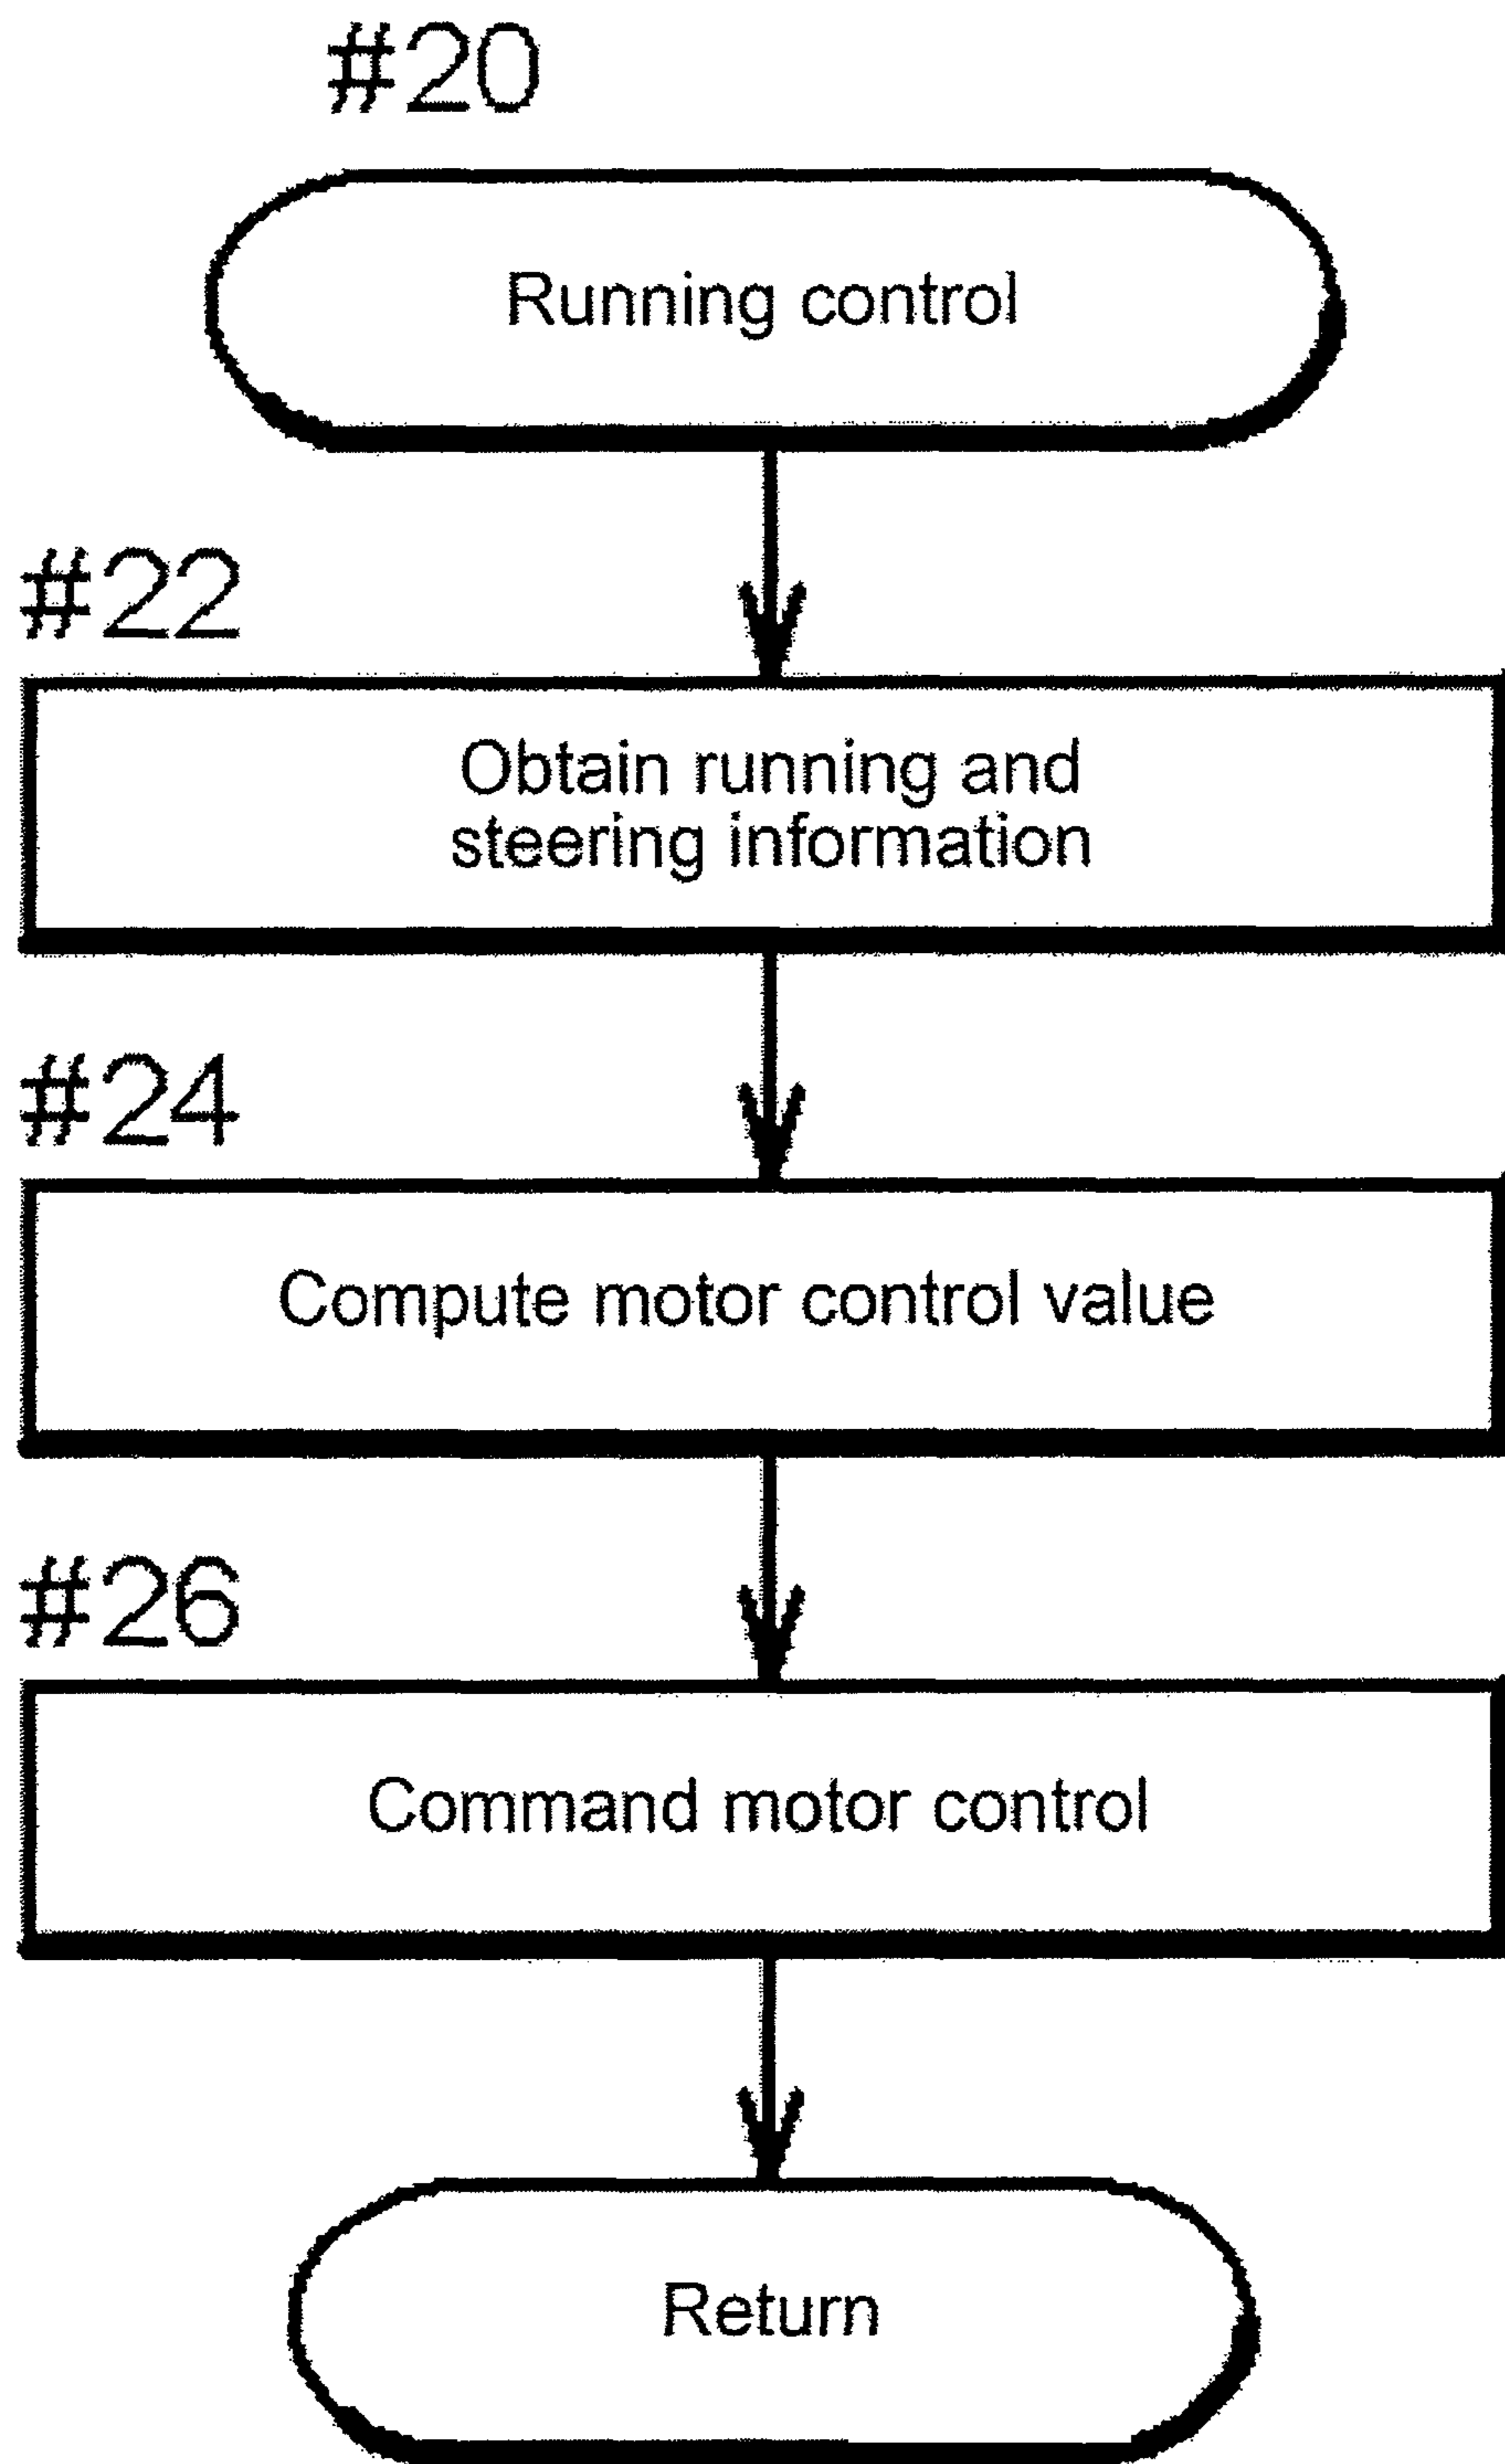 #20
Running control
#22
Obtain running and
steering information
#24
Compute motor control value
#26
Command motor control
Return